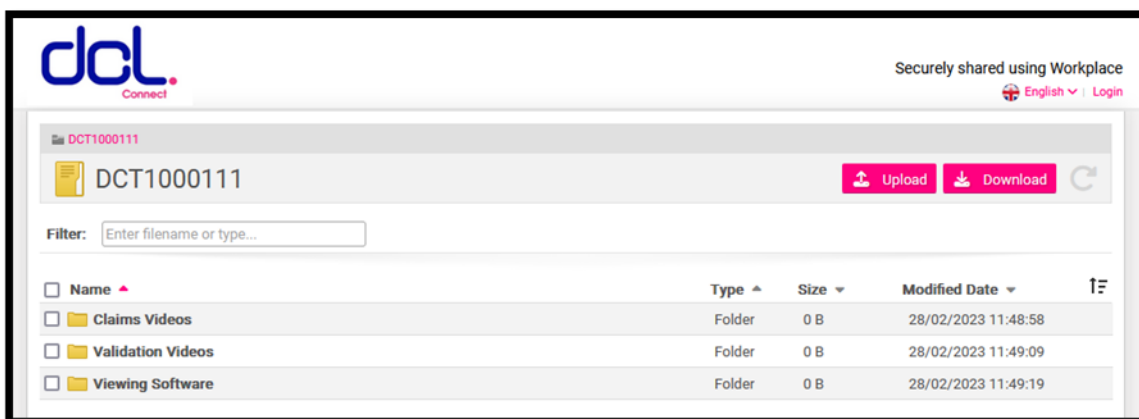 dcl.
Connect
Securely shared using Workplace
English | Login
DCT1000111
DCT1000111 Upload Download
Filter: Enter filename or type...
Name Type Size Modified Date
Claims Videos Folder 0 B 28/02/2023 11:48:58
Validation Videos Folder 0 B 28/02/2023 11:49:09
Viewing Software Folder 0 B 28/02/2023 11:49:19